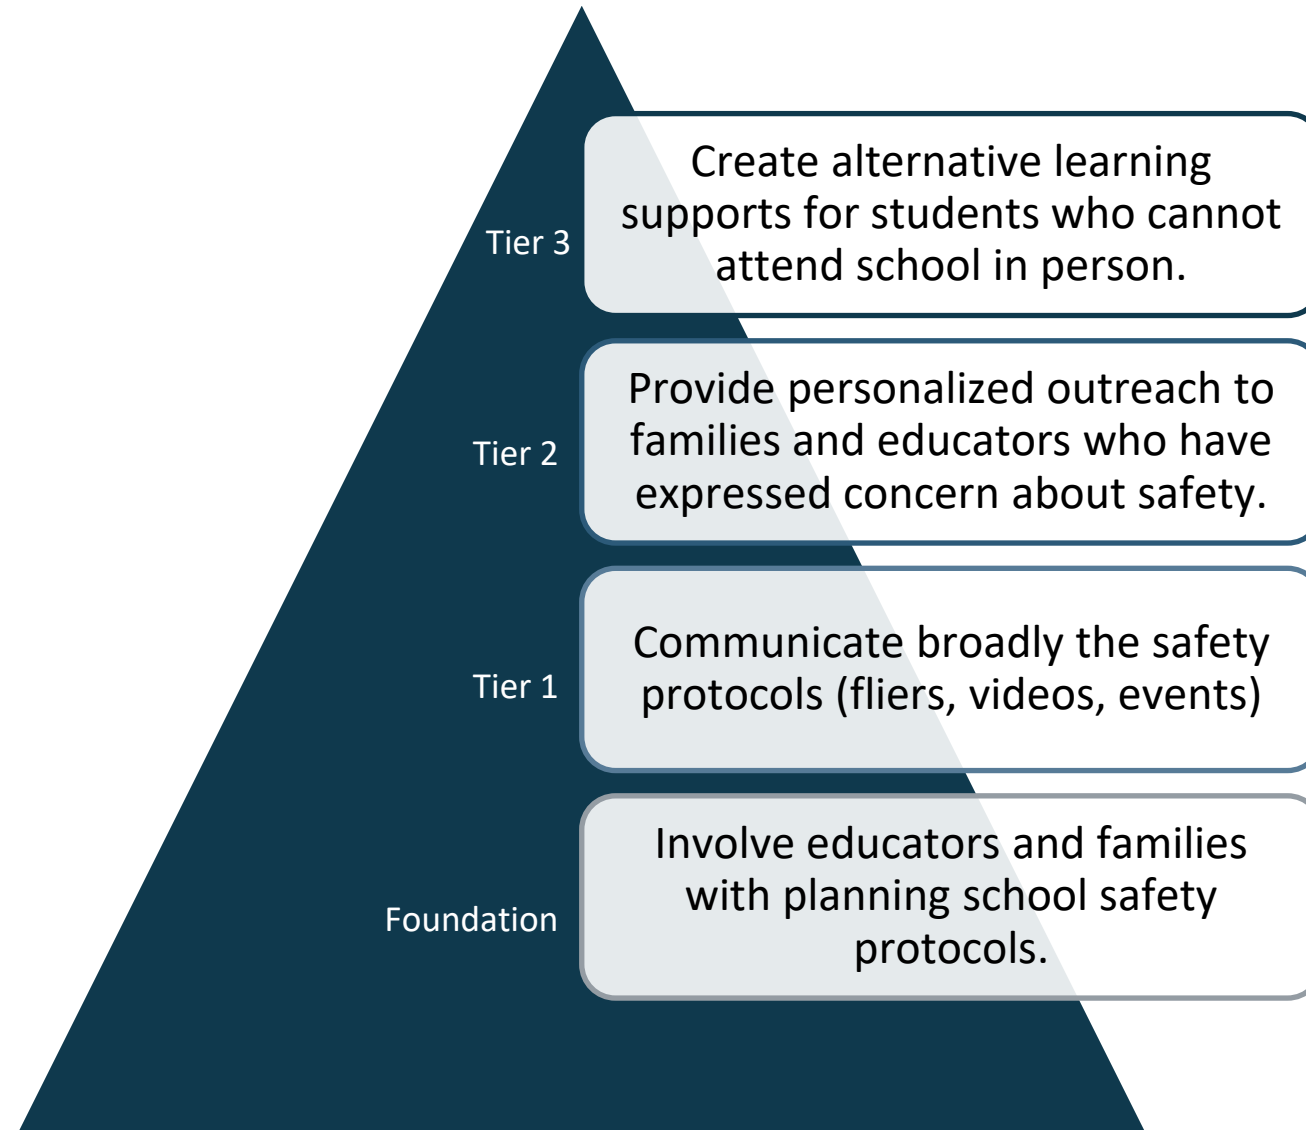 Tier 3
Create alternative learning
supports for students who cannot
attend school in person.
Tier 2
Provide personalized outreach to
families and educators who have
expressed concern about safety.
Tier 1
Communicate broadly the safety
protocols (fliers, videos, events)
Foundation
Involve educators and families
with planning school safety
protocols.